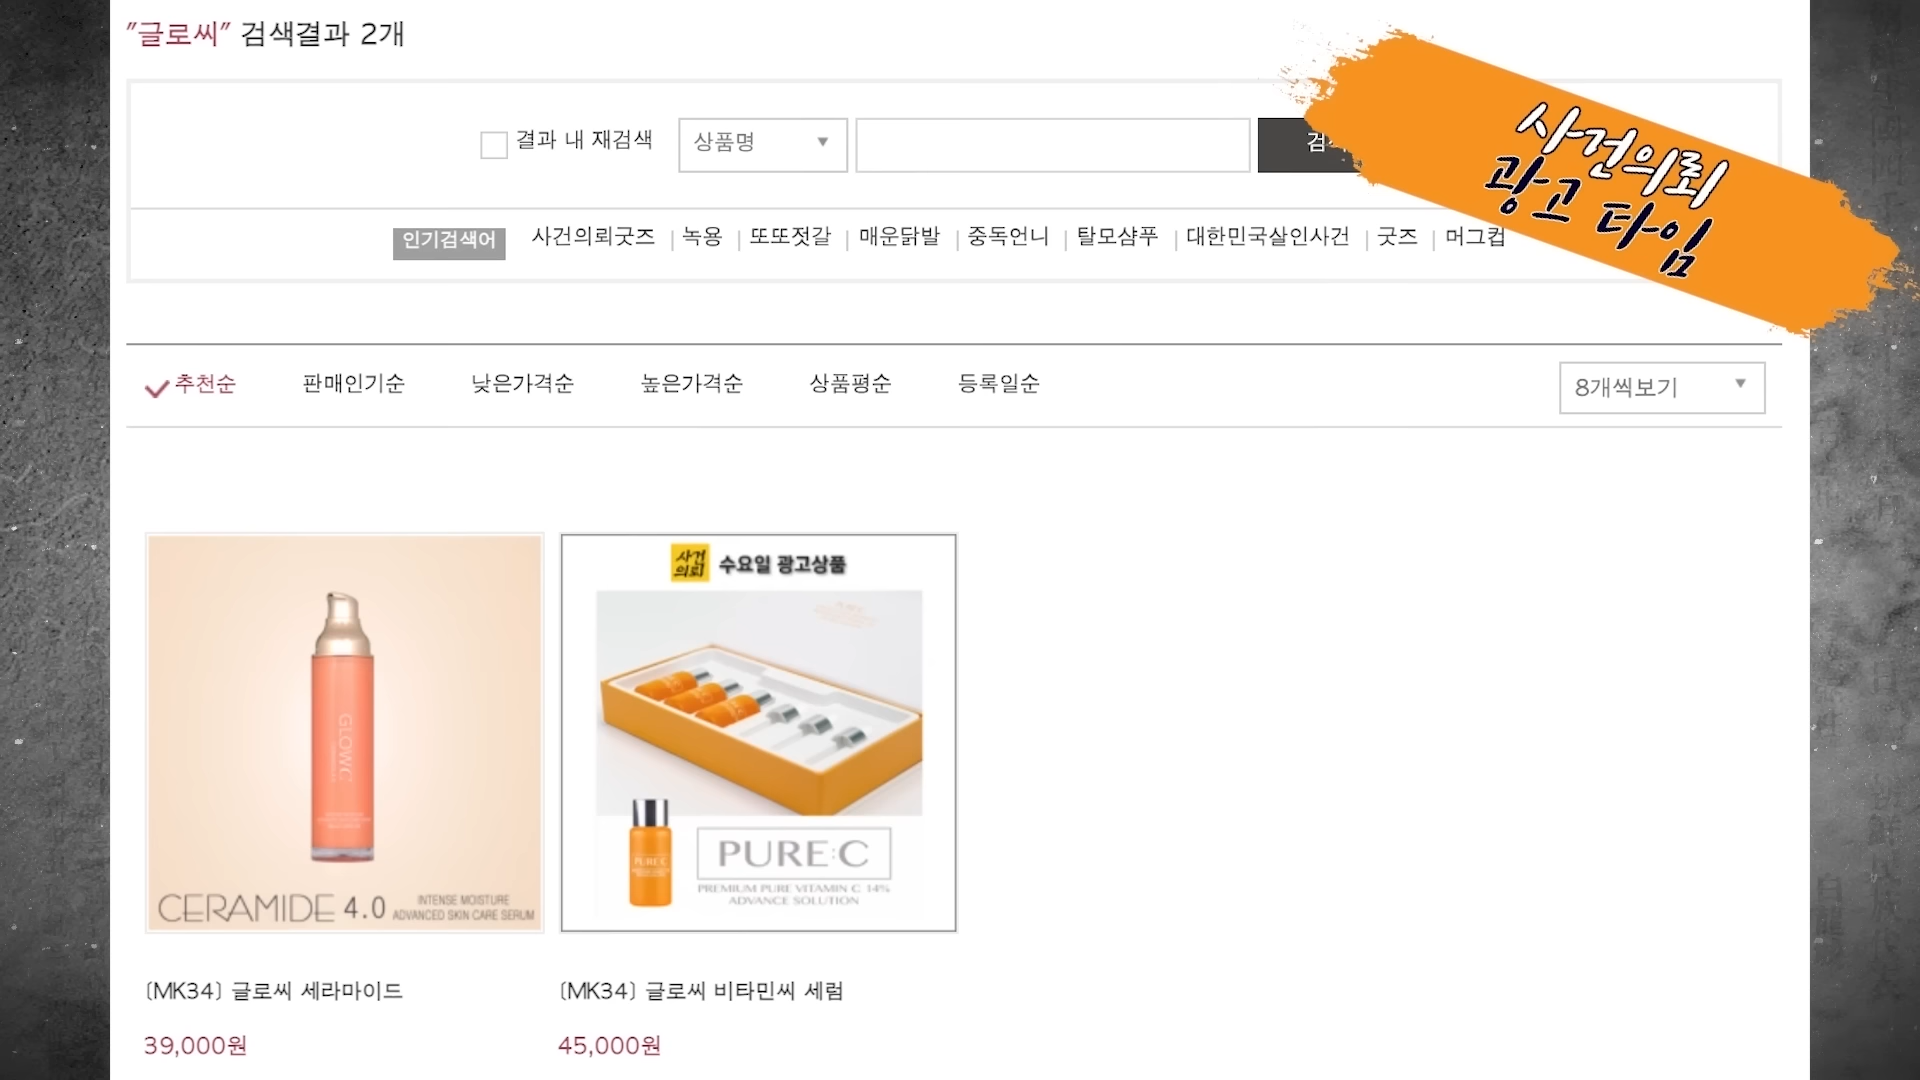 "글로씨" 검색결과 2개
사건의뢰
광고 타임
결과 내 재검색 상품명
인기검색어 사건의뢰굿즈 | 녹용 | 또또젓갈 | 매운닭발 | 중독언니 | 탈모샴푸 | 대한민국살인사건 | 굿즈 | 머그컵
추천순 판매인기순 낮은가격순 높은가격순 상품평순 등록일순 8개씩보기
GLOWC
CERAMIDE 4.0
INTENSE MOISTURE
ADVANCED SKIN CARE SERUM
사건
의뢰
수요일 광고상품
PURE:C
PURE:C
PREMIUM PURE VITAMIN C 14%
ADVANCE SOLUTION
(MK34) 글로씨 세라마이드
39,000원
(MK34) 글로씨 비타민씨 세럼
45,000원